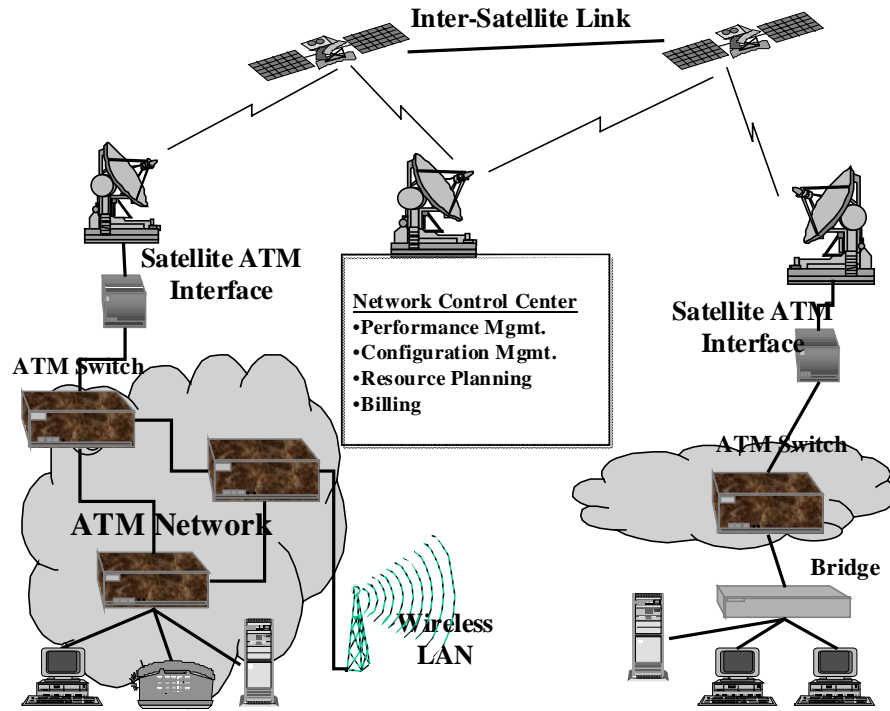 Inter-Satellite Link
Satellite ATM
Interface
Network Control Center
•Performance Mgmt.
•Configuration Mgmt.
•Resource Planning
•Billing
Satellite ATM
Interface
ATM Switch
ATM Switch
ATM Network
Bridge
Wireless
LAN